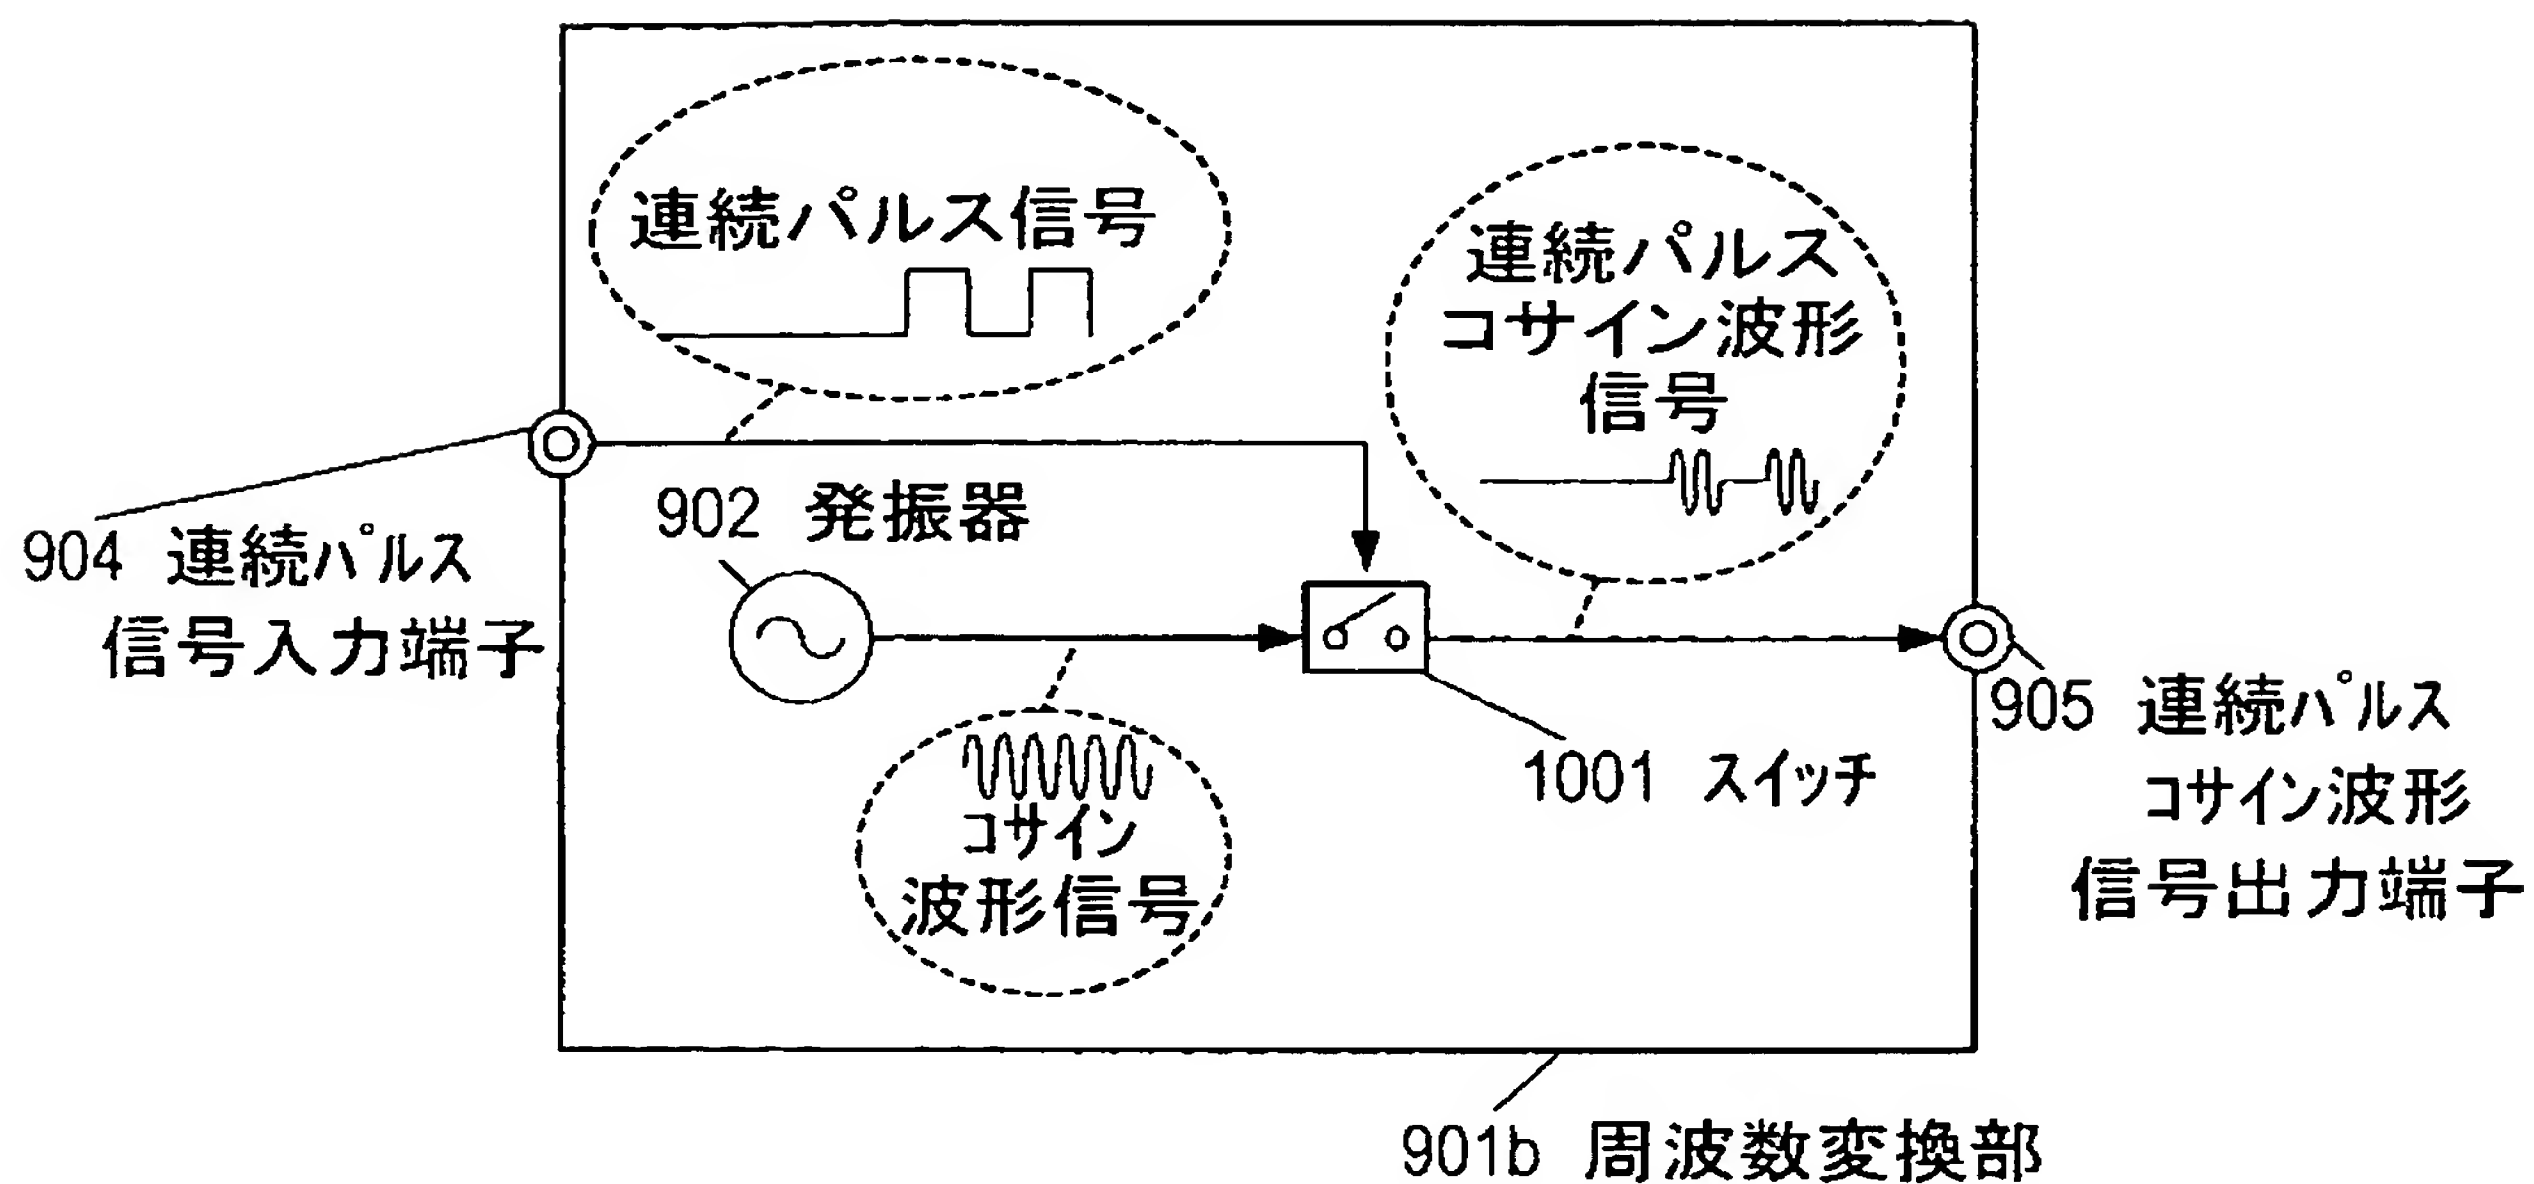 連続パルス信号
連続パルス
コサイン波形
信号
902 発振器
904 連続パルス
信号入力端子
905 連続パルス
コサイン波形
信号出力端子
1001 スイッチ
コサイン
波形信号
901b 周波数変換部